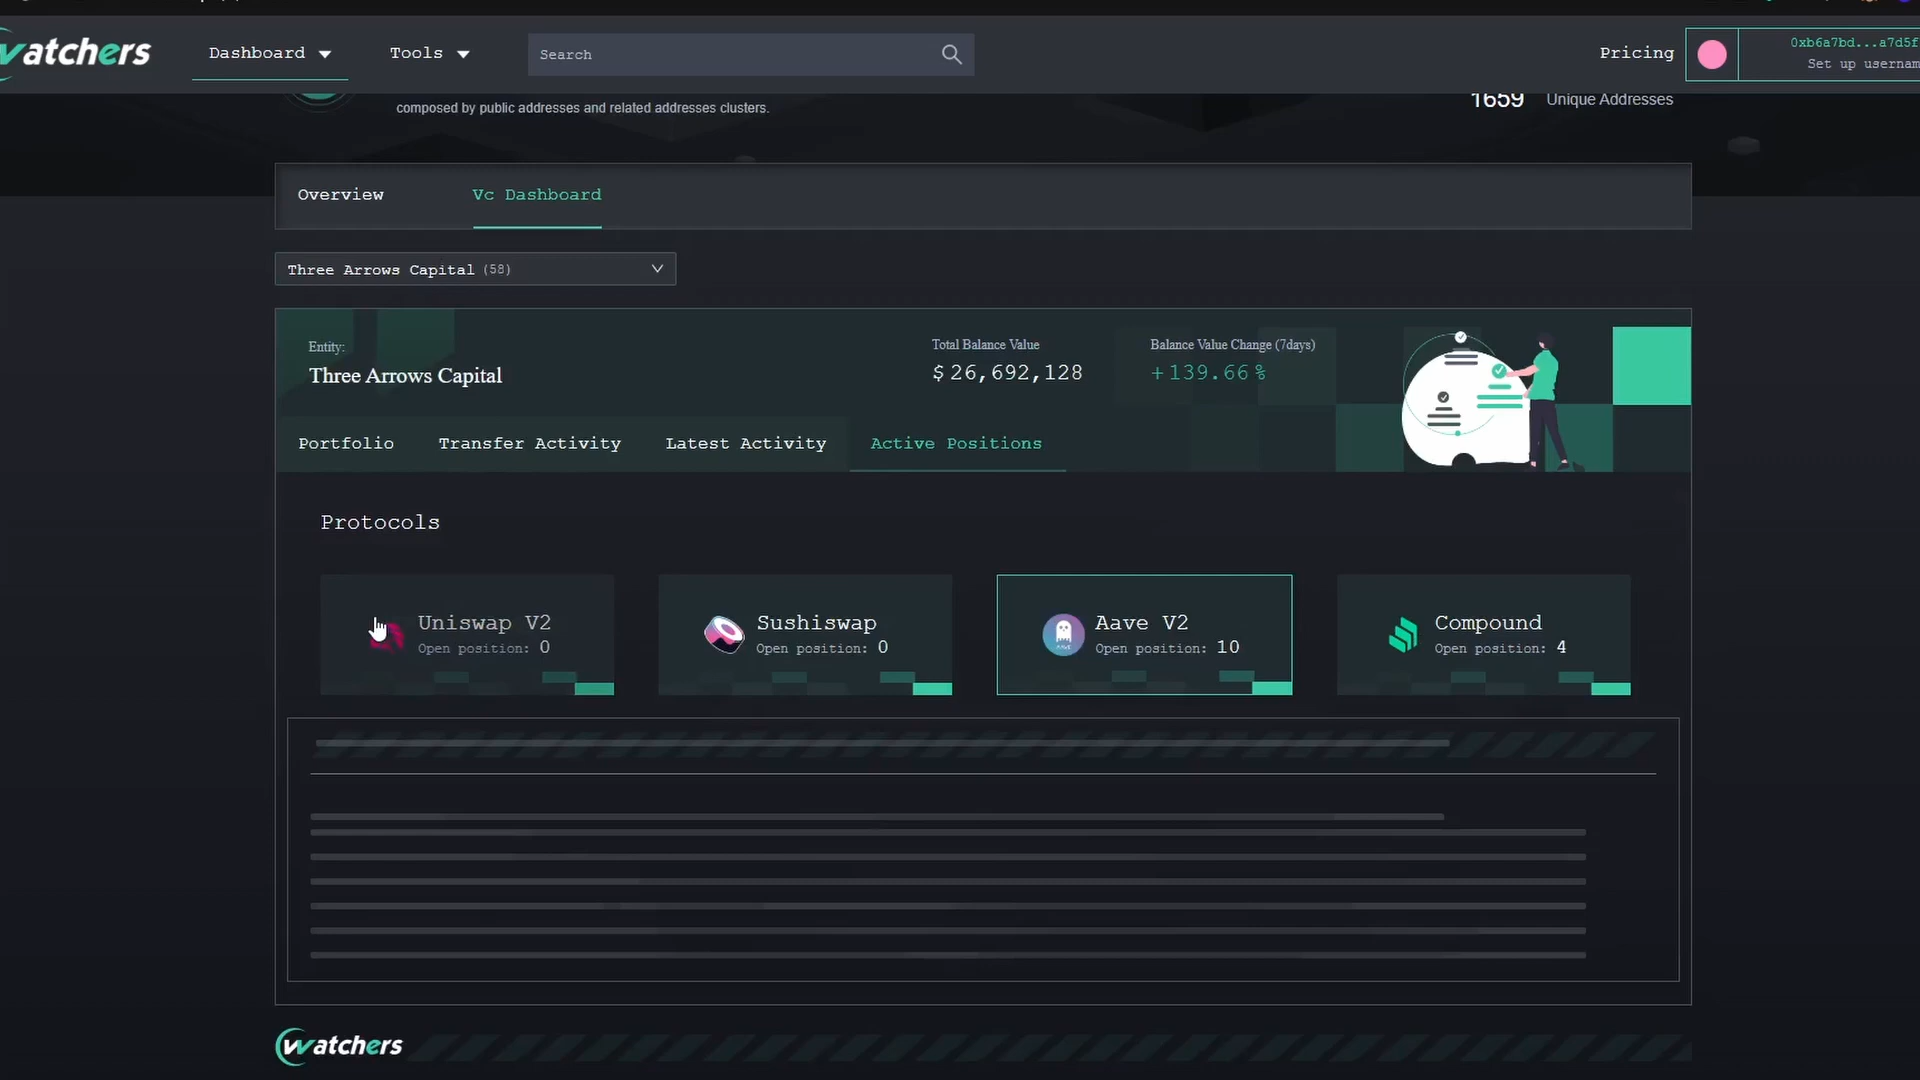 watchers
Dashboard
Tools
Search
Pricing
0xb6a7bd...a7d5f
Set up usernam
composed by public addresses and related addresses clusters.
1659 Unique Addresses
Overview
Vc Dashboard
Three Arrows Capital (58)
Entity:
Three Arrows Capital
Total Balance Value
$26,692,128
Balance Value Change (7days)
+139.66%
Portfolio
Transfer Activity
Latest Activity
Active Positions
Protocols
Uniswap V2
Open position: 0
Sushiswap
Open position: 0
AAVE
Aave V2
Open position: 10
Compound
Open position: 4
watchers